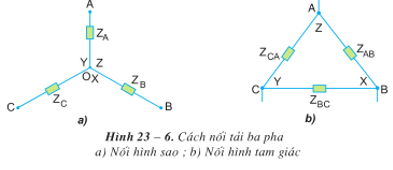 A
Z_A
Y Z
O X
Z_C
Z_B
C
B
a)
A
Z
Z_CA
Z_AB
C
Y
X
B
Z_BC
b)
Hình 23 – 6. Cách nối tải ba pha
a) Nối hình sao ; b) Nối hình tam giác